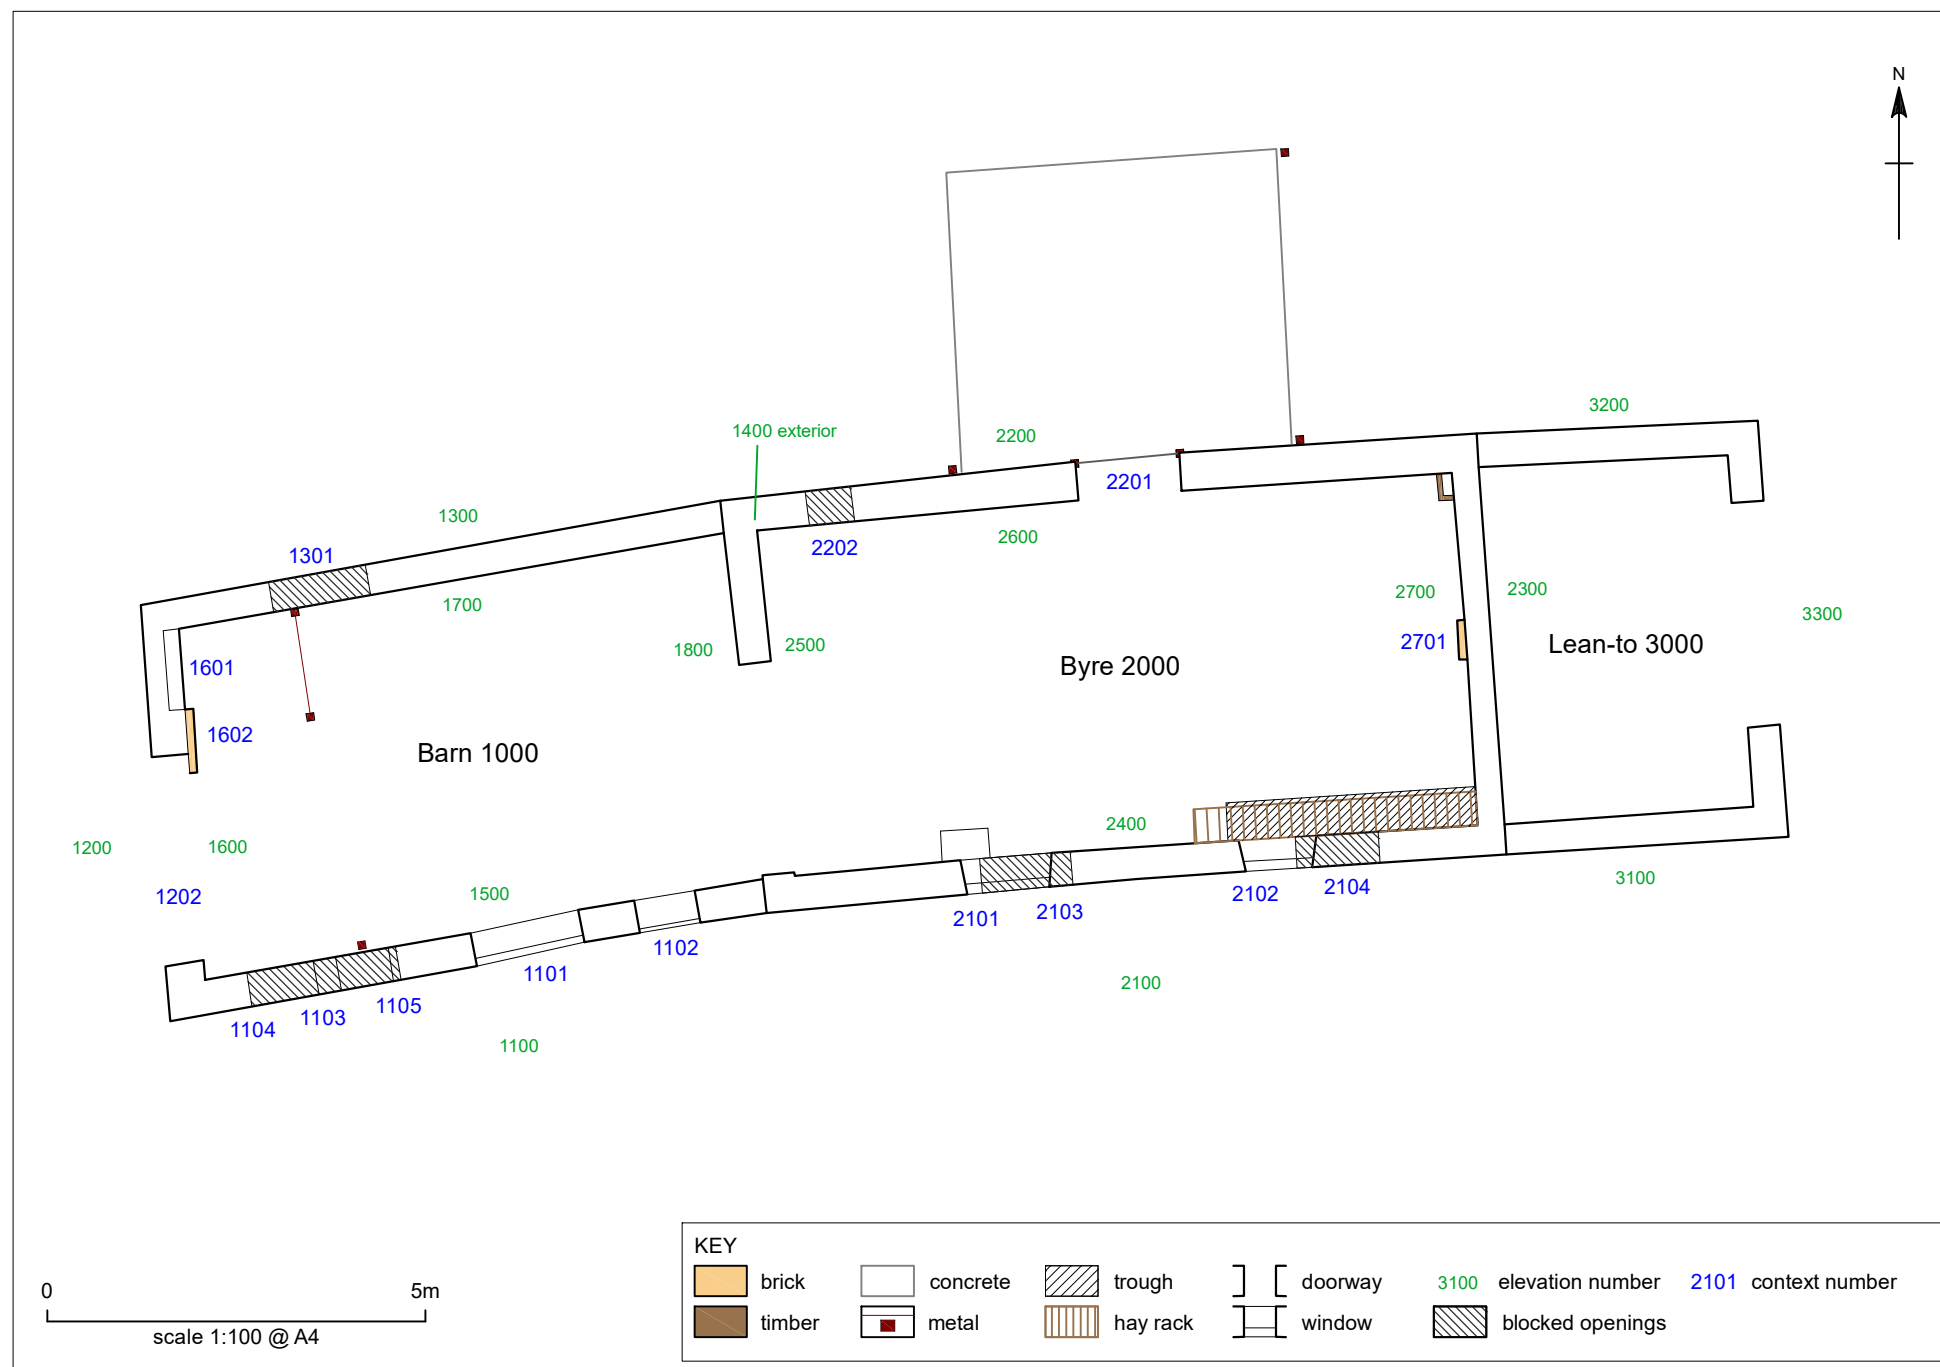 N
3200
1400 exterior
2200
2201
1300
2600
2202
1301
1700
2700
2300
3300
1800
2500
2701
Lean-to 3000
Byre 2000
1601
1602
Barn 1000
2400
1200
1600
3100
1202
1500
2102
2104
2101
2103
1102
1101
2100
1105
1103
1104
1100
KEY
brick
concrete
trough
doorway
3100 elevation number
2101 context number
timber
metal
hay rack
window
blocked openings
0 5m
scale 1:100 @ A4